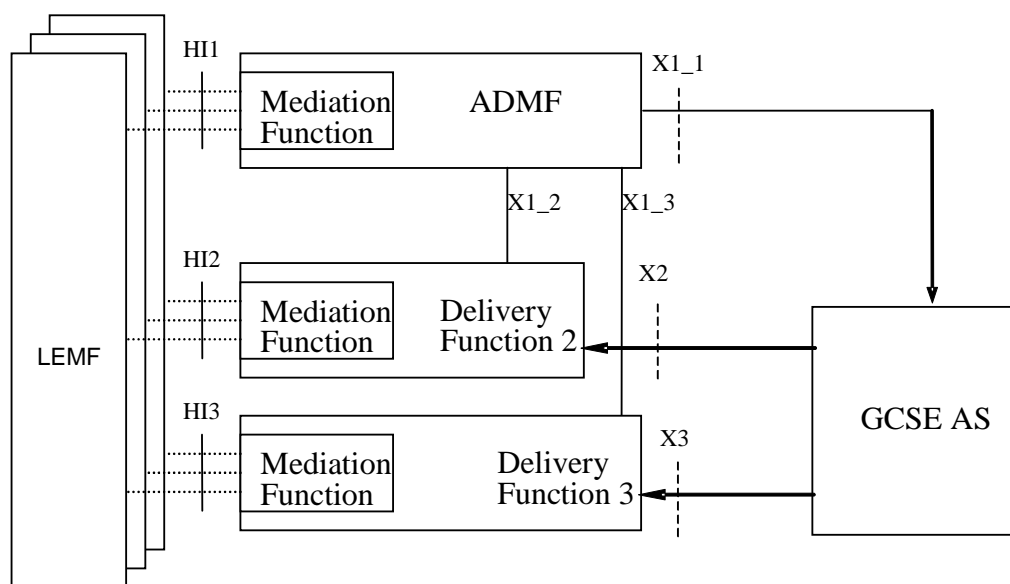 HI1
Mediation
Function
ADMF
X1_1
X1_2
X1_3
HI2
Mediation
Function
Delivery
Function 2
X2
LEMF
GCSE AS
HI3
Mediation
Function
Delivery
Function 3
X3